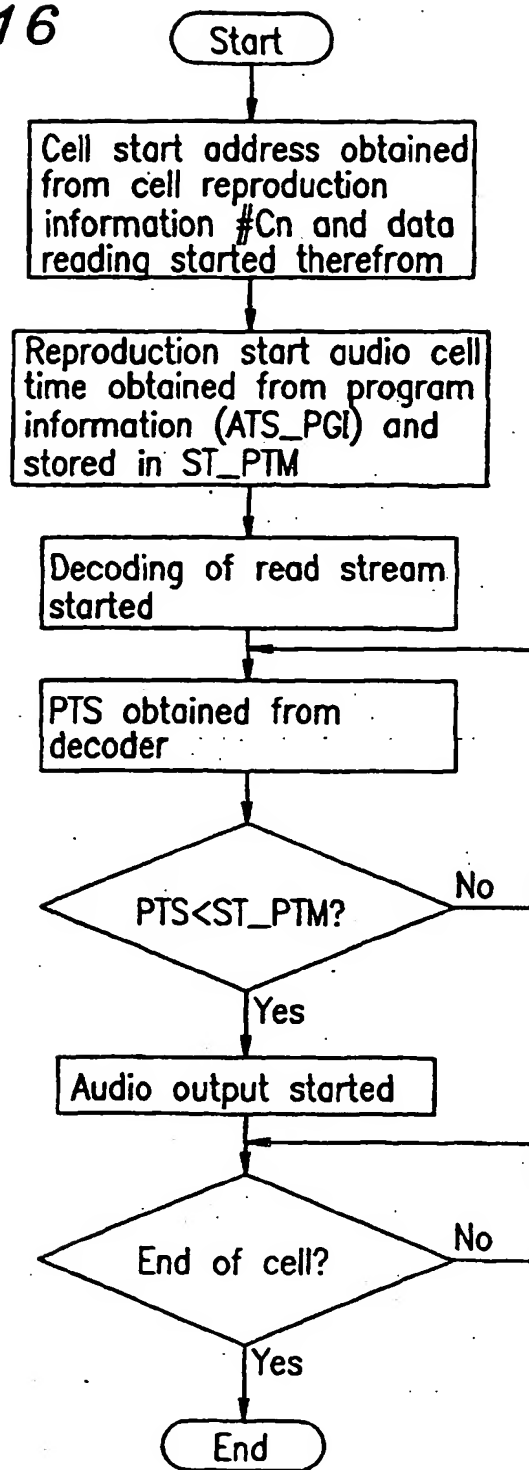 16
Start
Cell start address obtained
from cell reproduction
information #Cn and data
reading started therefrom
Reproduction start audio cell
time obtained from program
information (ATS_PGI) and
stored in ST_PTM
Decoding of read stream
started
PTS obtained from
decoder
PTS<ST_PTM?
No
Yes
Audio output started
End of cell?
No
Yes
End